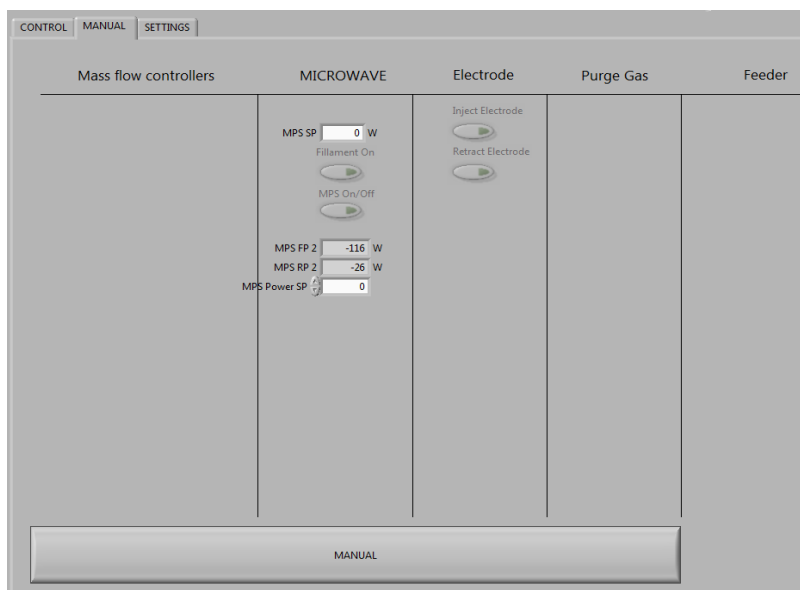 CONTROL MANUAL SETTINGS
Mass flow controllers MICROWAVE Electrode Purge Gas Feeder
Inject Electrode
MPS SP 0 W
Fillament On Retract Electrode
MPS On/Off
MPS FP 2 -116 W
MPS RP 2 -26 W
MPS Power SP 0
MANUAL